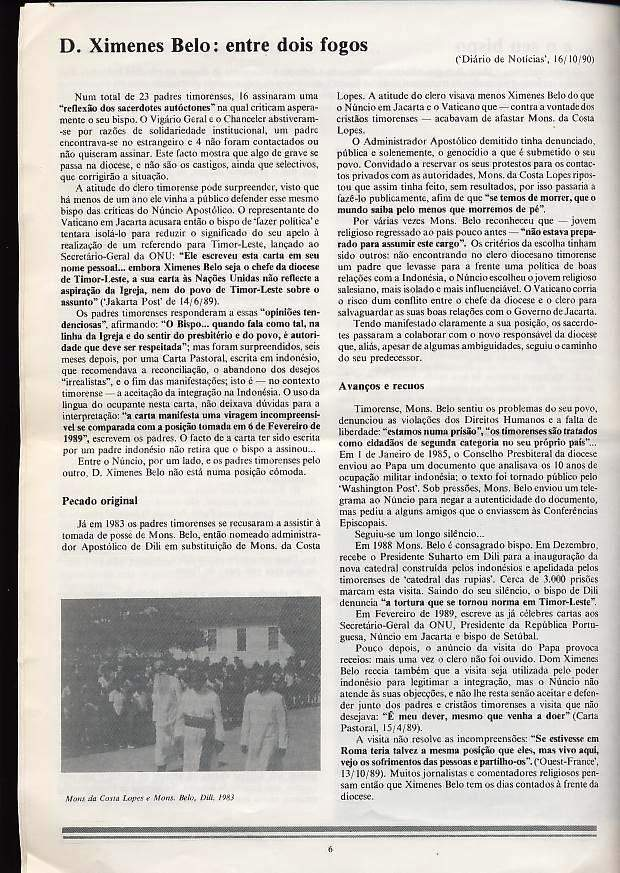 D. Ximenes Belo: entre dois fogos
('Diário de Notícias', 16/10/90)
Num total de 23 padres timorenses, 16 assinaram uma
"reflexão dos sacerdotes autóctones" na qual criticam aspera-
mente o seu bispo. O Vigário Geral e o Chanceler abstiveram-
-se por razões de solidariedade institucional, um padre
encontrava-se no estrangeiro e 4 não foram contactados ou
não quiseram assinar. Este facto mostra que algo de grave se
passa na diocese, e não são os castigos, ainda que selectivos,
que corrigirão a situação.
A atitude do clero timorense pode surpreender, visto que
há menos de um ano ele vinha a público defender esse mesmo
bispo das críticas do Núncio Apostólico. O representante do
Vaticano em Jacarta acusara então o bispo de 'fazer política' e
tentara isolá-lo para reduzir o significado do seu apelo à
realização de um referendo para Timor-Leste, lançado ao
Secretário-Geral da ONU: "Ele escreveu esta carta em seu
nome pessoal... embora Ximenes Belo seja o chefe da diocese
de Timor-Leste, a sua carta às Nações Unidas não reflecte a
aspiração da Igreja, nem do povo de Timor-Leste sobre o
assunto" ('Jakarta Post' de 14/6/89).
Os padres timorenses responderam a essas "opiniões ten-
denciosas", afirmando: "O Bispo... quando fala como tal, na
linha da Igreja e do sentir do presbitério e do povo, é autori-
dade que deve ser respeitada"; mas foram surpreendidos, seis
meses depois, por uma Carta Pastoral, escrita em indonésio,
que recomendava a reconciliação, o abandono dos desejos
"irrealistas", e o fim das manifestações; isto é — no contexto
timorense — a aceitação da integração na Indonésia. O uso da
língua do ocupante nesta carta, não deixava dúvidas para a
interpretação: "a carta manifesta uma viragem incompreensí-
vel se comparada com a posição tomada em 6 de Fevereiro de
1989", escrevem os padres. O facto de a carta ter sido escrita
por um padre indonésio não retira que o bispo a assinou...
Entre o Núncio, por um lado, e os padres timorenses pelo
outro, D. Ximenes Belo não está numa posição cómoda.
Pecado original
Já em 1983 os padres timorenses se recusaram a assistir à
tomada de posse de Mons. Belo, então nomeado administra-
dor Apostólico de Dili em substituição de Mons. da Costa
Mons da Costa Lopes e Mons. Belo, Dili, 1983
Lopes. A atitude do clero visava menos Ximenes Belo do que
o Núncio em Jacarta e o Vaticano que — contra a vontade dos
cristãos timorenses — acabavam de afastar Mons. da Costa
Lopes.
O Administrador Apostólico demitido tinha denunciado,
pública e solenemente, o genocídio a que é submetido o seu
povo. Convidado a reservar os seus protestos para os contac-
tos privados com as autoridades, Mons. da Costa Lopes ripos-
tou que assim tinha feito, sem resultados, por isso passaria a
fazê-lo publicamente, afim de que "se temos de morrer, que o
mundo saiba pelo menos que morremos de pé".
Por várias vezes Mons. Belo reconheceu que — jovem
religioso regressado ao país pouco antes — "não estava prepa-
rado para assumir este cargo". Os critérios da escolha tinham
sido outros: não encontrando no clero diocesano timorense
um padre que levasse para a frente uma política de boas
relações com a Indonésia, o Núncio escolheu o jovem religioso
salesiano, mais isolado e mais influenciável. O Vaticano corria
o risco dum conflito entre o chefe da diocese e o clero para
salvaguardar as suas boas relações com o Governo de Jacarta.
Tendo manifestado claramente a sua posição, os sacerdo-
tes passaram a colaborar com o novo responsável da diocese
que, aliás, apesar de algumas ambiguidades, seguiu o caminho
do seu predecessor.
Avanços e recuos
Timorense, Mons. Belo sentiu os problemas do seu povo,
denunciou as violações dos Direitos Humanos e a falta de
liberdade: "estamos numa prisão", "os timorenses são tratados
como cidadãos de segunda categoria no seu próprio país"...
Em 1 de Janeiro de 1985, o Conselho Presbiteral da diocese
enviou ao Papa um documento que analisava os 10 anos de
ocupação militar indonésia; o texto foi tornado público pelo
'Washington Post'. Sob pressões, Mons. Belo enviou um tele-
grama ao Núncio para negar a autenticidade do documento,
mas pediu a alguns amigos que o enviassem às Conferências
Episcopais.
Seguiu-se um longo silêncio...
Em 1988 Mons. Belo é consagrado bispo. Em Dezembro,
recebe o Presidente Suharto em Dili para a inauguração da
nova catedral construída pelos indonésios e apelidada pelos
timorenses de 'catedral das rupias'. Cerca de 3.000 prisões
marcam esta visita. Saindo do seu silêncio, o bispo de Dili
denuncia "a tortura que se tornou norma em Timor-Leste".
Em Fevereiro de 1989, escreve as já célebres cartas aos
Secretário-Geral da ONU, Presidente da República Portu-
guesa, Núncio em Jacarta e bispo de Setúbal.
Pouco depois, o anúncio da visita do Papa provoca
receios: mais uma vez o clero não foi ouvido. Dom Ximenes
Belo receia também que a visita seja utilizada pelo poder
indonésio para legitimar a integração, mas o Núncio não
atende às suas objecções, e não lhe resta senão aceitar e defen-
der junto dos padres e cristãos timorenses a visita que não
desejava: "É meu dever, mesmo que venha a doer" (Carta
Pastoral, 15/4/89).
A visita não resolve as incompreensões: "Se estivesse em
Roma teria talvez a mesma posição que eles, mas vivo aqui,
vejo os sofrimentos das pessoas e partilho-os". ('Ouest-France',
13/10/89). Muitos jornalistas e comentadores religiosos pen-
sam então que Ximenes Belo tem os dias contados à frente da
diocese.
6